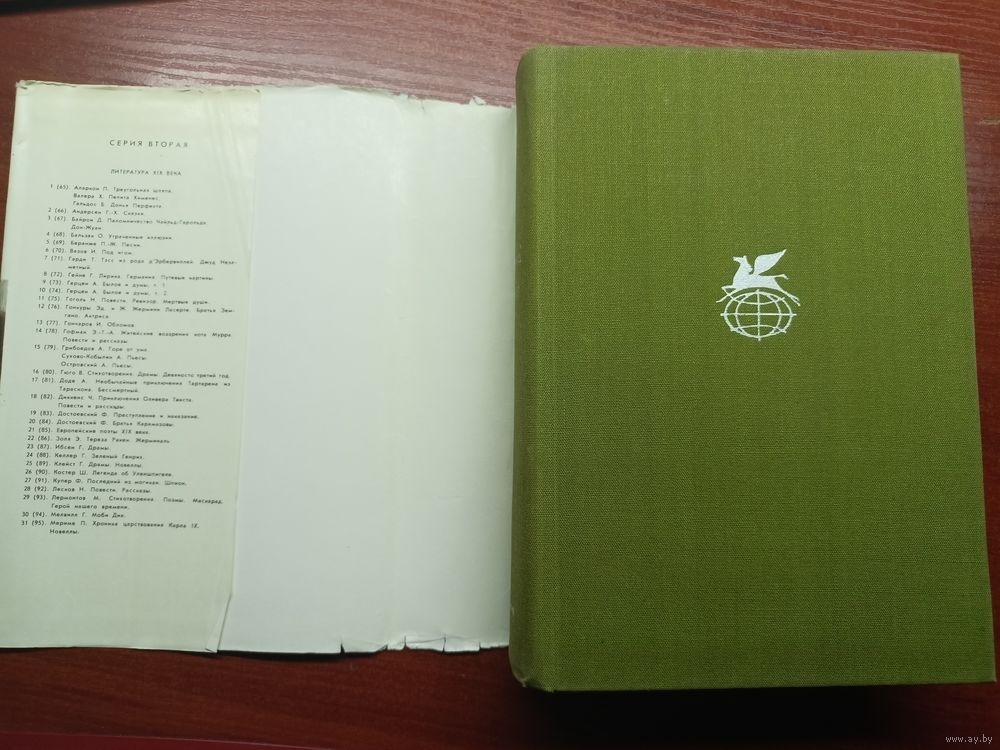 СЕРИЯ ВТОРАЯ
ЛИТЕРАТУРА XIX ВЕКА
1 (65). Аларкон П. Треугольная шляпа.
Валера Х. Пепита Хименес.
Гальдос Б. Донья Перфекта.
2 (66). Андерсен Г.-Х. Сказки.
3 (67). Байрон Д. Паломничество Чайльд-Гарольда.
Дон-Жуан.
4 (68). Бальзак О. Утраченные иллюзии.
5 (69). Беранже П.-Ж. Песни.
6 (70). Вазов И. Под игом.
7 (71). Гарди Т. Тэсс из рода д'Эрбервиллей. Джуд Неза-
метный.
8 (72). Гейне Г. Лирика. Германия. Путевые картины.
9 (73). Герцен А. Былое и думы, т. 1.
10 (74). Герцен А. Былое и думы, т. 2.
11 (75). Гоголь Н. Повести. Ревизор. Мертвые души.
12 (76). Гонкуры Эд. и Ж. Жермини Ласерте. Братья Зем-
ганно. Актриса.
13 (77). Гончаров И. Обломов.
14 (78). Гофман Э.-Т.-А. Житейские воззрения кота Мурра.
Повести и рассказы.
15 (79). Грибоедов А. Горе от ума.
Сухово-Кобылин А. Пьесы.
Островский А. Пьесы.
16 (80). Гюго В. Стихотворения. Драмы. Девяносто третий год.
17 (81). Додэ А. Необычайные приключения Тартарена из
Тараскона. Бессмертный.
18 (82). Диккенс Ч. Приключения Оливера Твиста.
Повести и рассказы.
19 (83). Достоевский Ф. Преступление и наказание.
20 (84). Достоевский Ф. Братья Карамазовы.
21 (85). Европейские поэты XIX века.
22 (86). Золя Э. Тереза Ракен. Жерминаль.
23 (87). Ибсен Г. Драмы.
24 (88). Келлер Г. Зеленый Генрих.
25 (89). Клейст Г. Драмы. Новеллы.
26 (90). Костер Ш. Легенда об Уленшпигеле.
27 (91). Купер Ф. Последний из могикан. Шпион.
28 (92). Лесков Н. Повести. Рассказы.
29 (93). Лермонтов М. Стихотворения. Поэмы. Маскарад.
Герой нашего времени.
30 (94). Мелвилл Г. Моби Дик.
31 (95). Мериме П. Хроника царствования Карла IX.
Новеллы.
www.ay.by